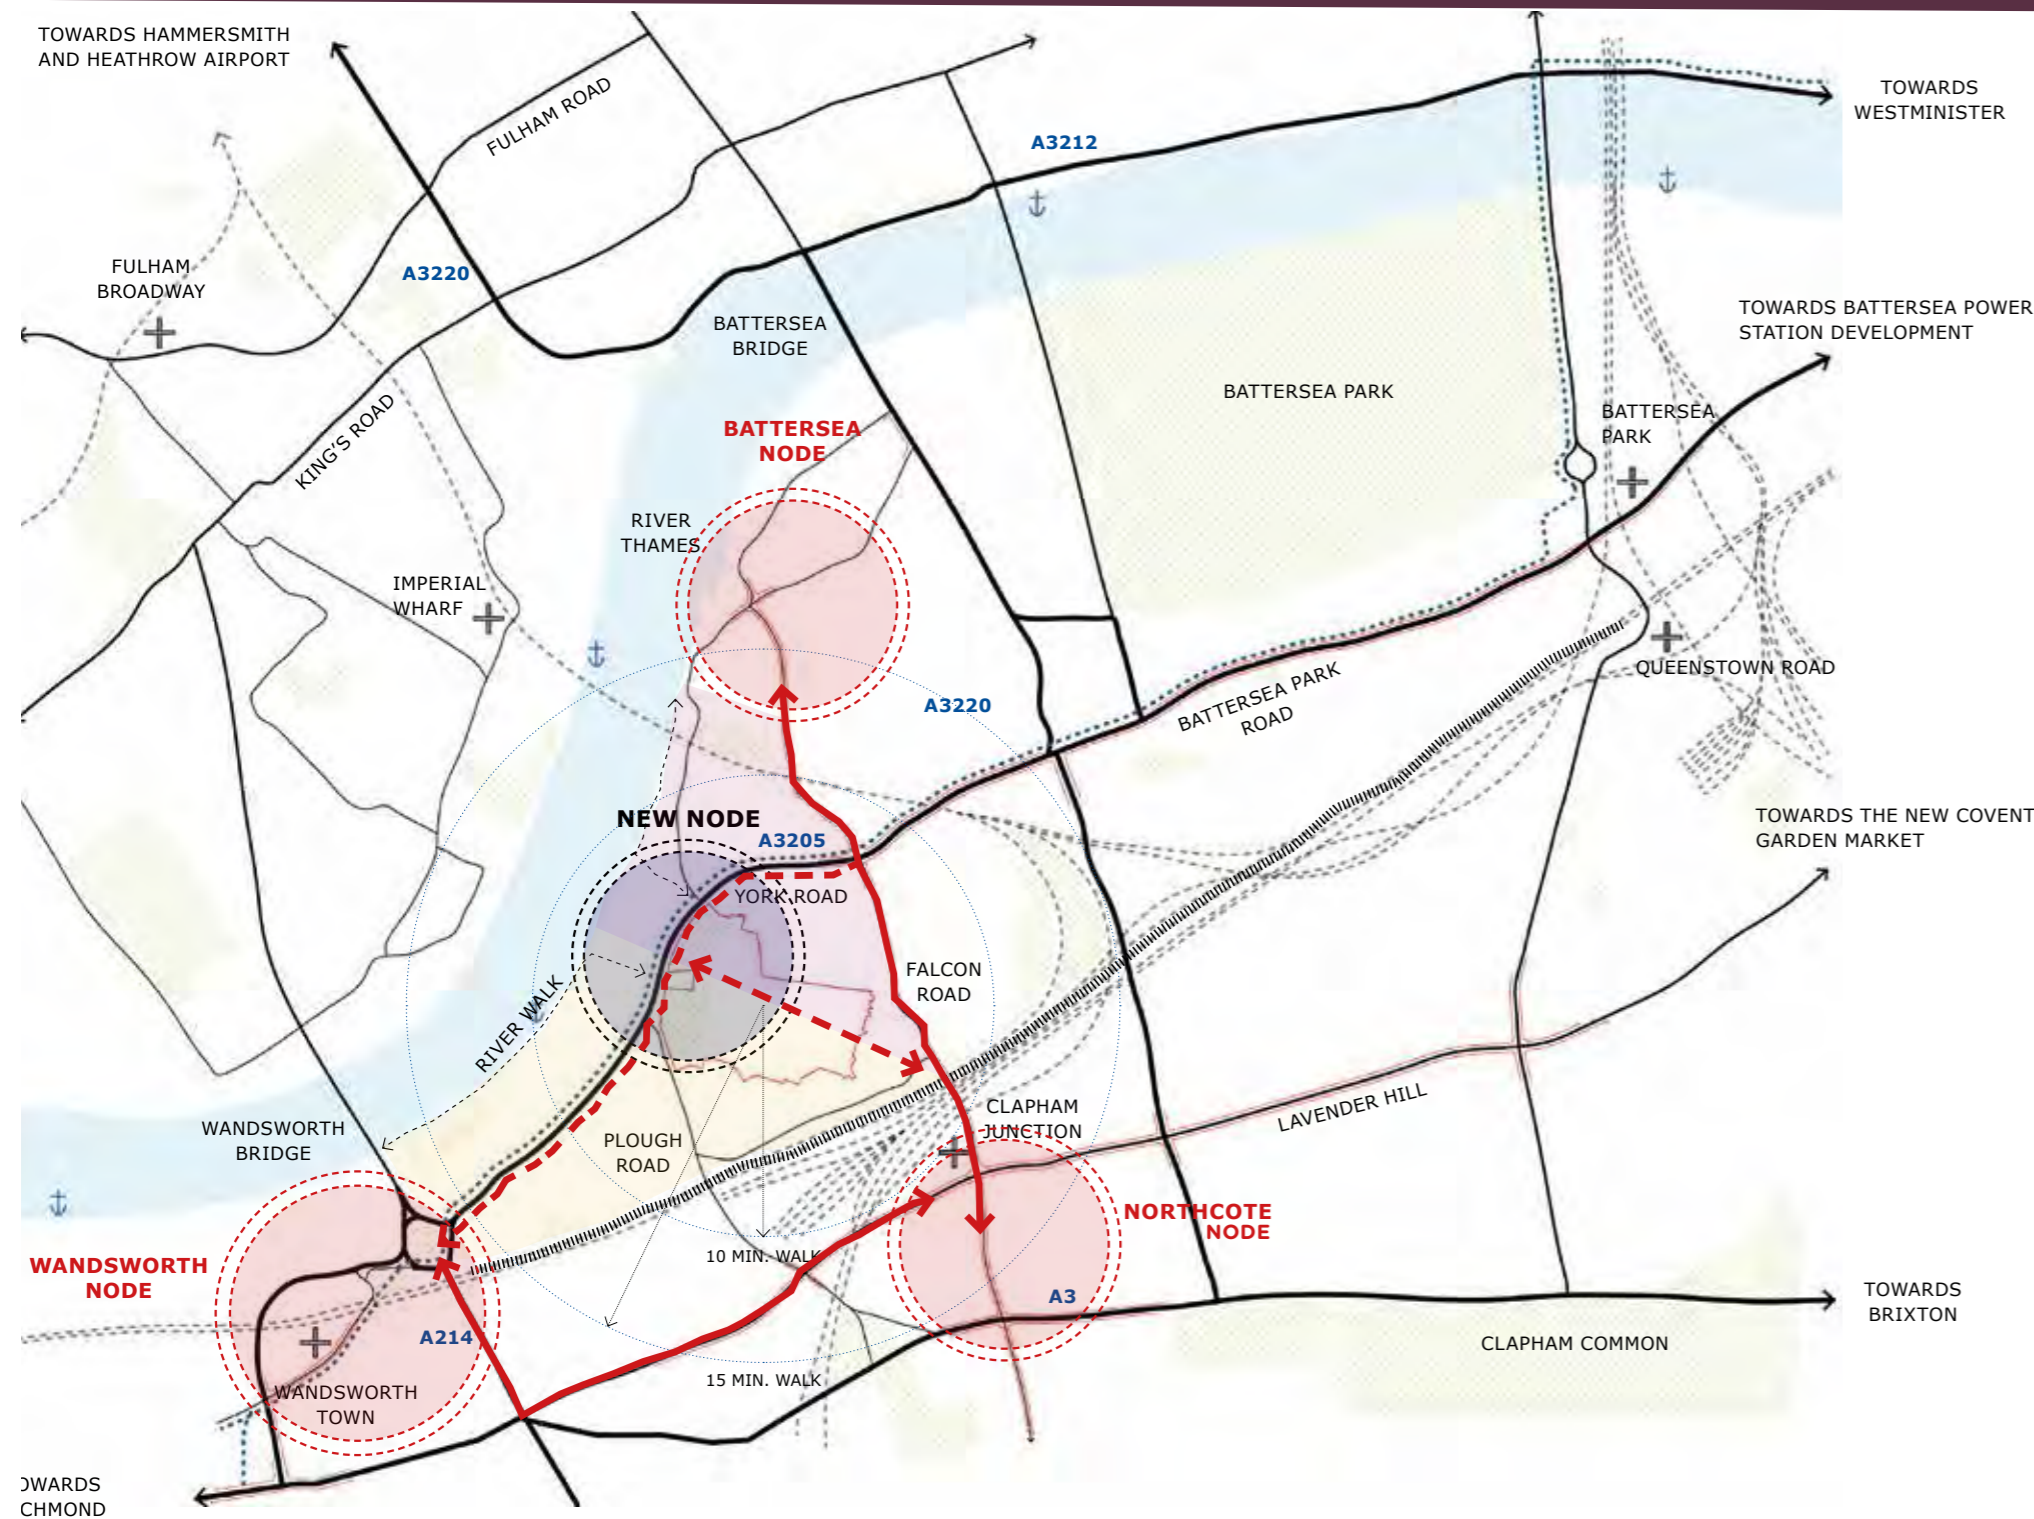 TOWARDS HAMMERSMITH
AND HEATHROW AIRPORT
FULHAM ROAD
TOWARDS
WESTMINISTER
A3212
FULHAM
BROADWAY
A3220
BATTERSEA
BRIDGE
TOWARDS BATTERSEA POWER
STATION DEVELOPMENT
BATTERSEA PARK
BATTERSEA
PARK
KING'S ROAD
BATTERSEA
NODE
RIVER
THAMES
IMPERIAL
WHARF
QUEENSTOWN ROAD
A3220
BATTERSEA PARK
ROAD
NEW NODE
A3205
YORK ROAD
TOWARDS THE NEW COVENT
GARDEN MARKET
FALCON
ROAD
RIVER WALK
CLAPHAM
JUNCTION
LAVENDER HILL
WANDSWORTH
BRIDGE
PLOUGH
ROAD
NORTHCOTE
NODE
WANDSWORTH
NODE
10 MIN. WALK
A3
TOWARDS
BRIXTON
A214
CLAPHAM COMMON
15 MIN. WALK
WANDSWORTH
TOWN
OWARDS
CHMOND